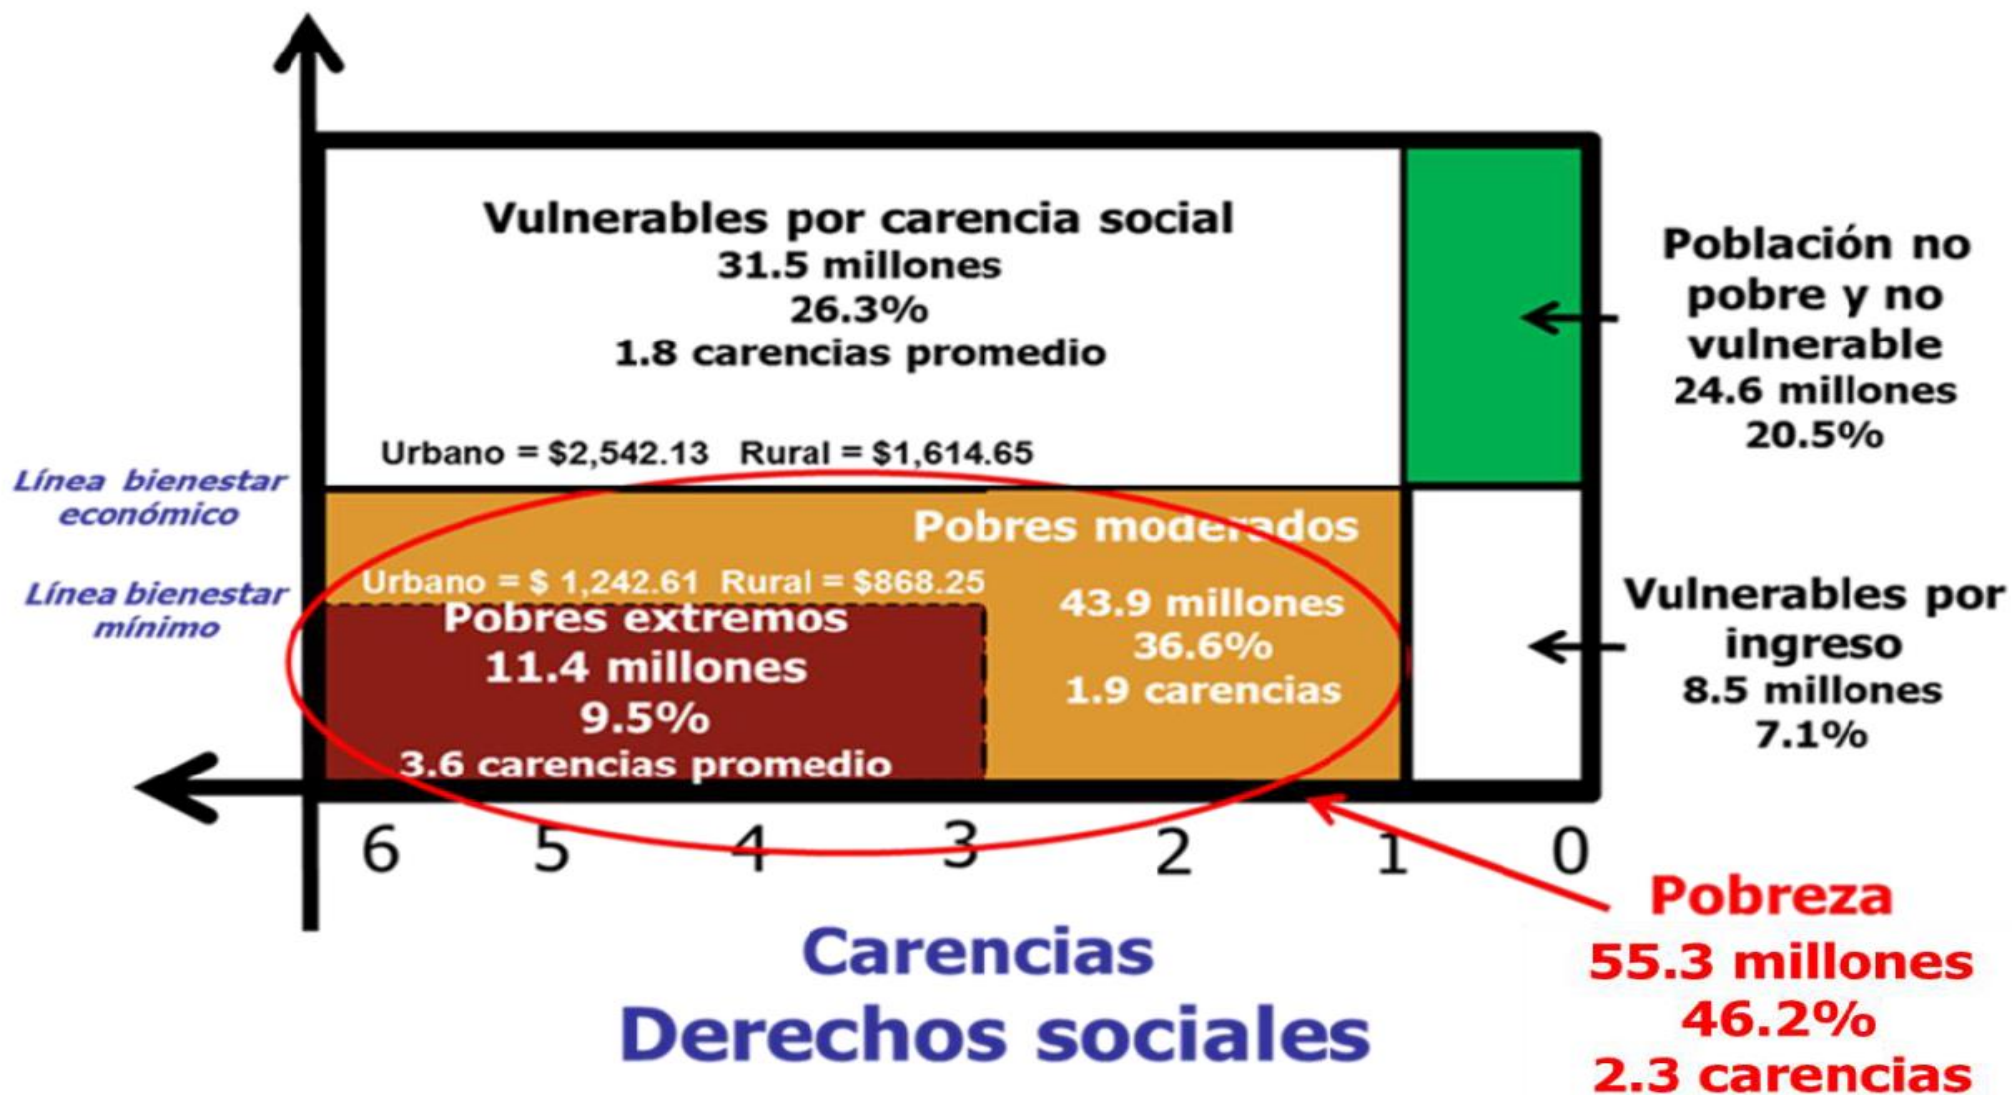 Vulnerables por carencia social
31.5 millones
26.3%
1.8 carencias promedio
Urbano = $2,542.13 Rural = $1,614.65
Población no
pobre y no
vulnerable
24.6 millones
20.5%
Línea bienestar
económico
Pobres moderados
43.9 millones
36.6%
1.9 carencias
Línea bienestar
mínimo
Urbano = $ 1,242.61 Rural = $868.25
Pobres extremos
11.4 millones
9.5%
3.6 carencias promedio
Vulnerables por
ingreso
8.5 millones
7.1%
6 5 4 3 2 1 0
Carencias
Derechos sociales
Pobreza
55.3 millones
46.2%
2.3 carencias